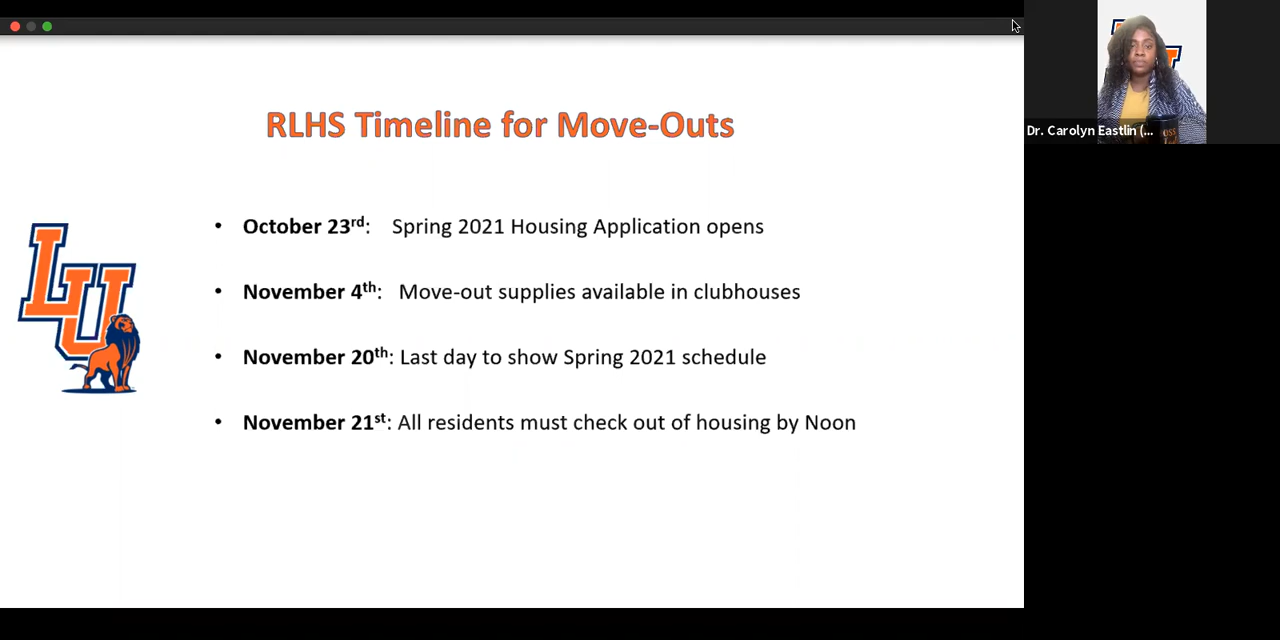 RLHS Timeline for Move-Outs
LU
• October 23rd: Spring 2021 Housing Application opens
• November 4th: Move-out supplies available in clubhouses
• November 20th: Last day to show Spring 2021 schedule
• November 21st: All residents must check out of housing by Noon
Dr. Carolyn Eastlin (...